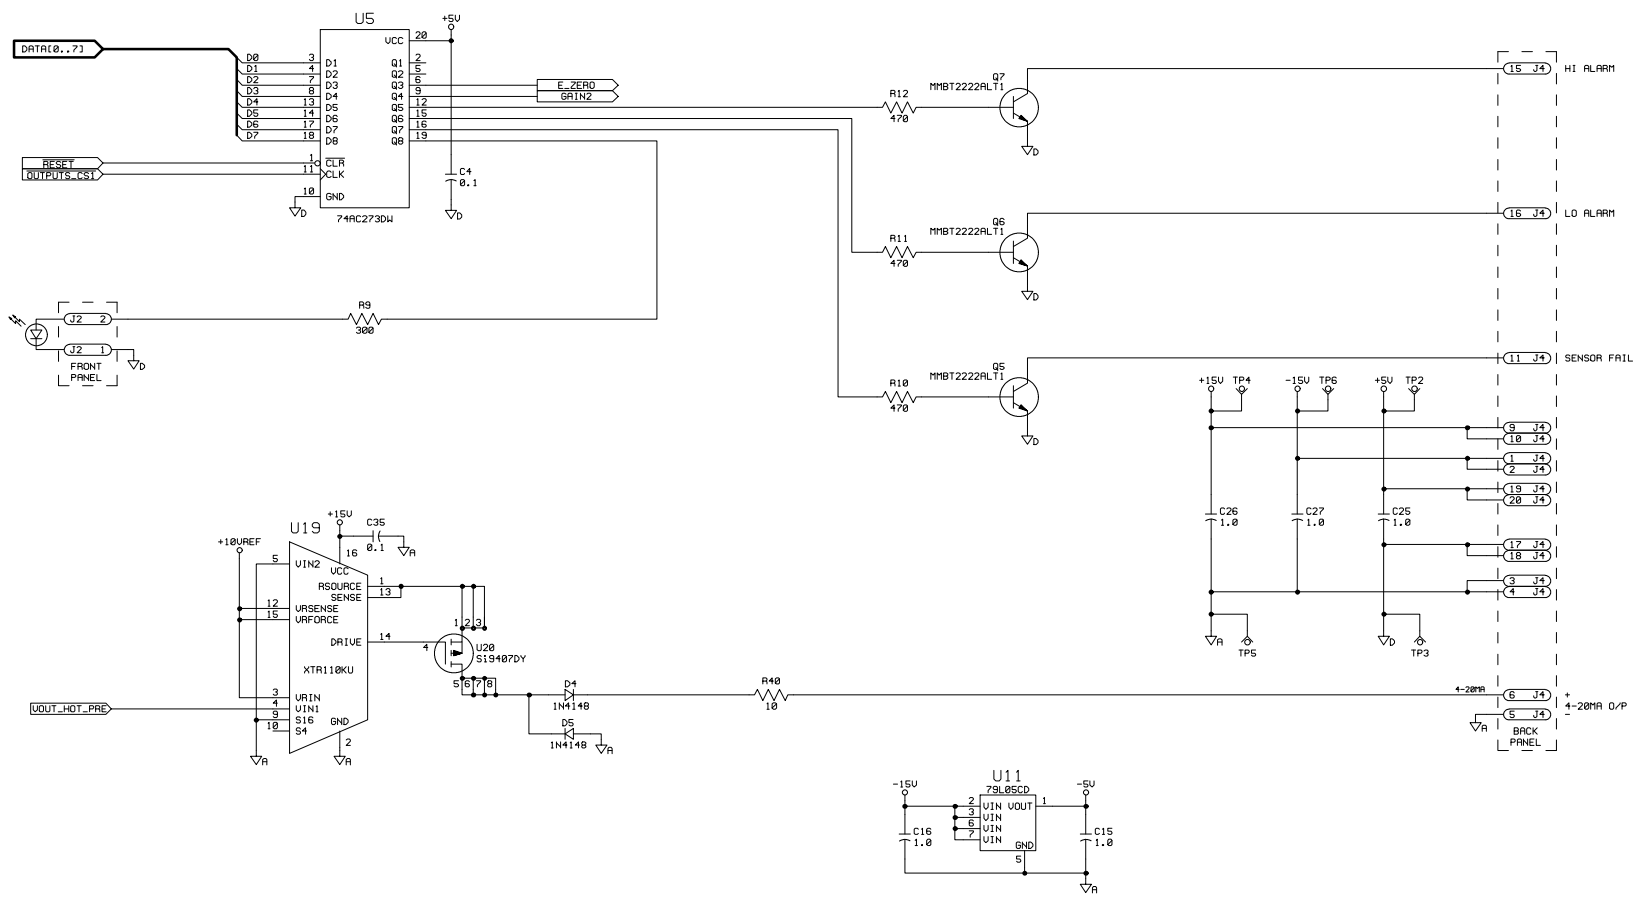 U5
+5V
DATA[0..7]
VCC 20
D0 3 D1 Q1 2
D1 4 D2 Q2 5
D2 7 D3 Q3 6 E_ZERO
D3 8 D4 Q4 9 GAIN2
D4 13 D5 Q5 12
D5 14 D6 Q6 15
D6 17 D7 Q7 16
D7 18 D8 Q8 19
RESET 1 CLR
OUTPUTS_CS1 11 CLK
10 GND
D
74AC273DW
C4
0.1
D
R12
470
Q7
MMBT2222ALT1
D
15 J4 HI ALARM
R11
470
Q6
MMBT2222ALT1
D
16 J4 LO ALARM
R9
300
J2 2
J2 1
D
FRONT
PANEL
R10
470
Q5
MMBT2222ALT1
D
11 J4 SENSOR FAIL
+15V TP4 -15V TP6 +5V TP2
9 J4
10 J4
1 J4
2 J4
19 J4
20 J4
C26
1.0
C27
1.0
C25
1.0
17 J4
18 J4
3 J4
4 J4
A
TP5
D
TP3
U19
+15V
C35
0.1
A
+10VREF
16
VCC
5 VIN2
RSOURCE 1
SENSE 13
12 VRSENSE
15 VRFORCE
DRIVE 14
XTR110KU
3 VRIN
VOUT_HOT_PRE 4 VIN1
9 S16
10 S4
GND
2
A
A
1 2 3
4
U20
Si9407DY
5 6 7 8
D4
1N4148
D5
1N4148
A
R40
10
4-20MA
6 J4 +
4-20MA O/P
5 J4 -
A
BACK
PANEL
U11
79L05CD
-15V
-5V
2 VIN VOUT 1
3 VIN
6 VIN
7 VIN
GND
5
C16
1.0
C15
1.0
A